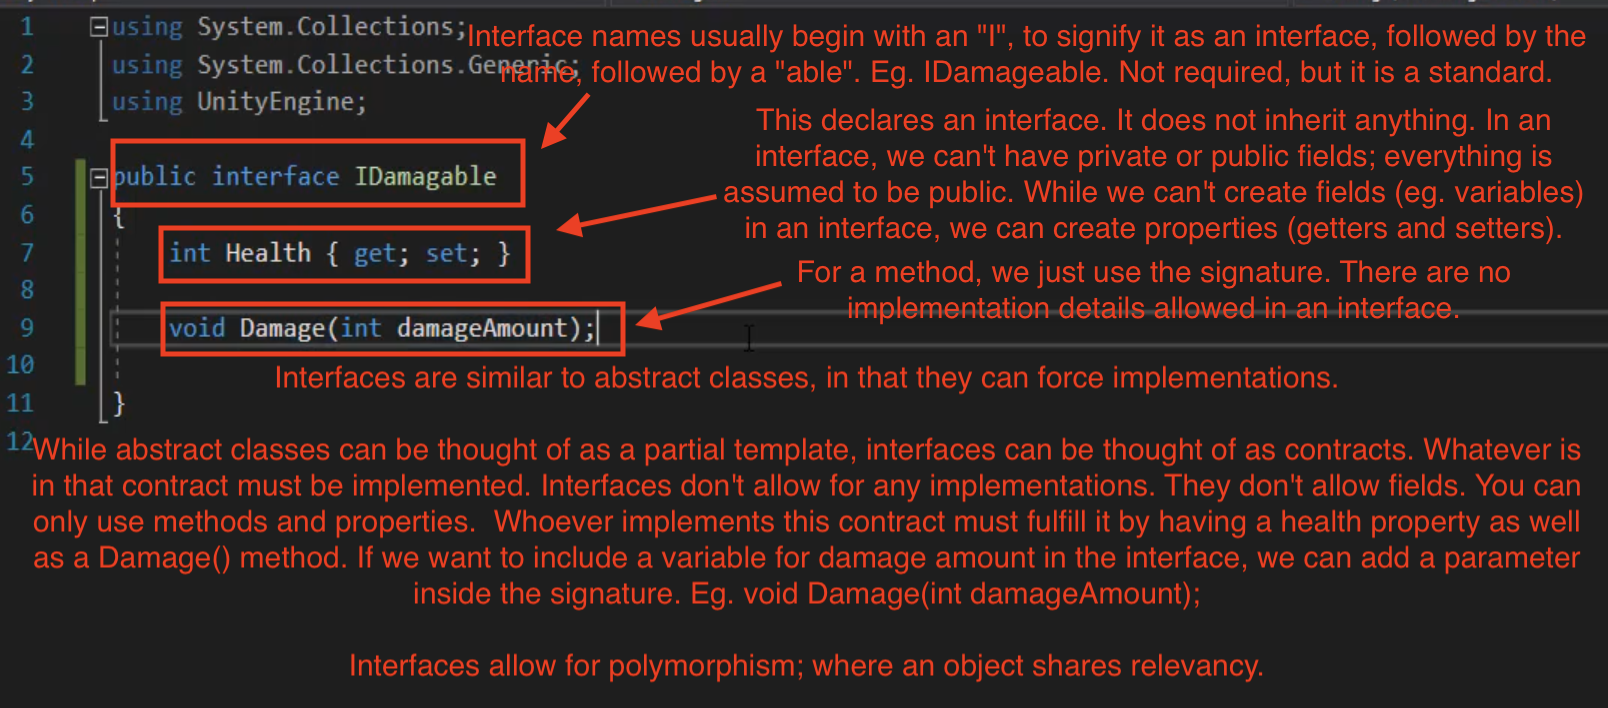 1 using System.Collections;
Interface names usually begin with an "I", to signify it as an interface, followed by the
2 using System.Collections.Generic;
name, followed by a "able". Eg. IDamageable. Not required, but it is a standard.
3 using UnityEngine;
4
This declares an interface. It does not inherit anything. In an
interface, we can't have private or public fields; everything is
assumed to be public. While we can't create fields (eg. variables)
in an interface, we can create properties (getters and setters).
5 public interface IDamagable
6 {
7 int Health { get; set; }
8
For a method, we just use the signature. There are no
implementation details allowed in an interface.
9 void Damage(int damageAmount);
10
Interfaces are similar to abstract classes, in that they can force implementations.
11 }
12
While abstract classes can be thought of as a partial template, interfaces can be thought of as contracts. Whatever is
in that contract must be implemented. Interfaces don't allow for any implementations. They don't allow fields. You can
only use methods and properties.  Whoever implements this contract must fulfill it by having a health property as well
as a Damage() method. If we want to include a variable for damage amount in the interface, we can add a parameter
inside the signature. Eg. void Damage(int damageAmount);
Interfaces allow for polymorphism; where an object shares relevancy.